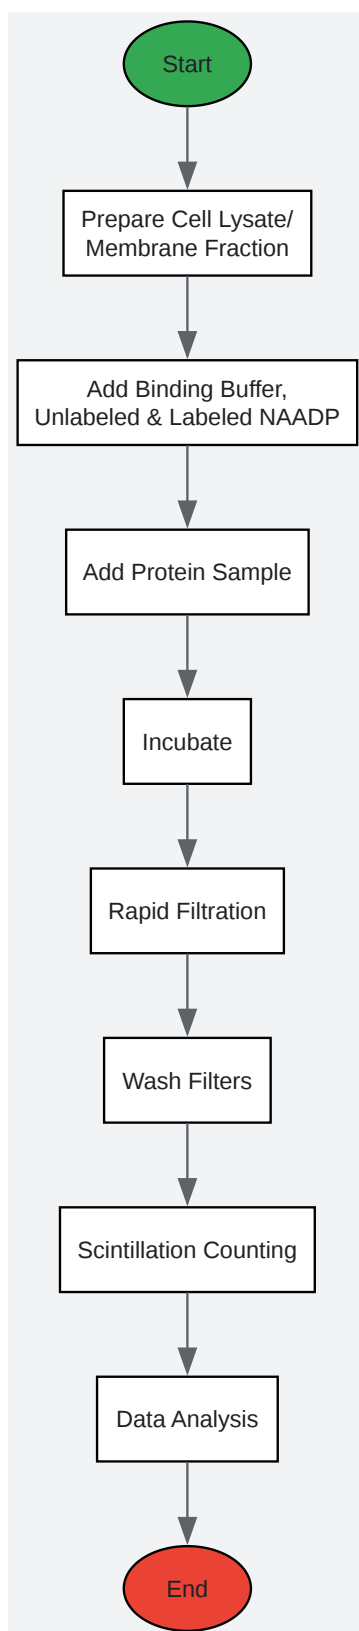 Start
Prepare Cell Lysate/
Membrane Fraction
Add Binding Buffer,
Unlabeled & Labeled NAADP
Add Protein Sample
Incubate
Rapid Filtration
Wash Filters
Scintillation Counting
Data Analysis
End